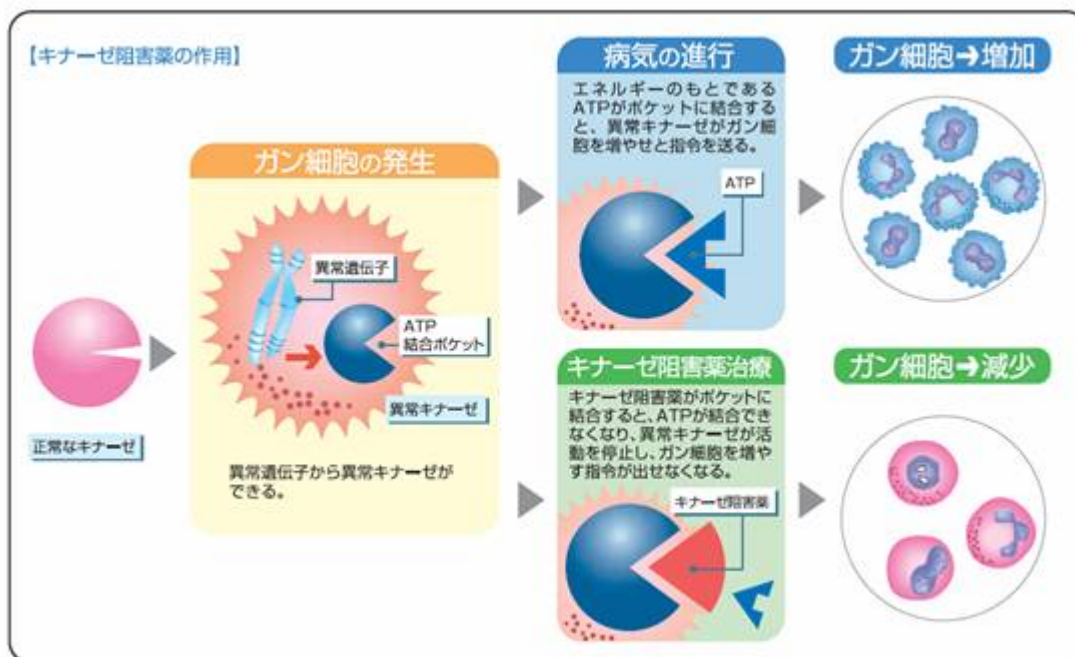 【キナーゼ阻害薬の作用】
正常なキナーゼ
ガン細胞の発生
異常遺伝子
ATP
結合ポケット
異常キナーゼ
異常遺伝子から異常キナーゼが
できる。
病気の進行
エネルギーのもとである
ATPがポケットに結合する
と、異常キナーゼがガン細
胞を増やせと指令を送る。
ATP
ガン細胞➔増加
キナーゼ阻害薬治療
キナーゼ阻害薬がポケットに
結合すると、ATPが結合でき
なくなり、異常キナーゼが活
動を停止し、ガン細胞を増や
す指令が出せなくなる。
キナーゼ阻害薬
ガン細胞➔減少